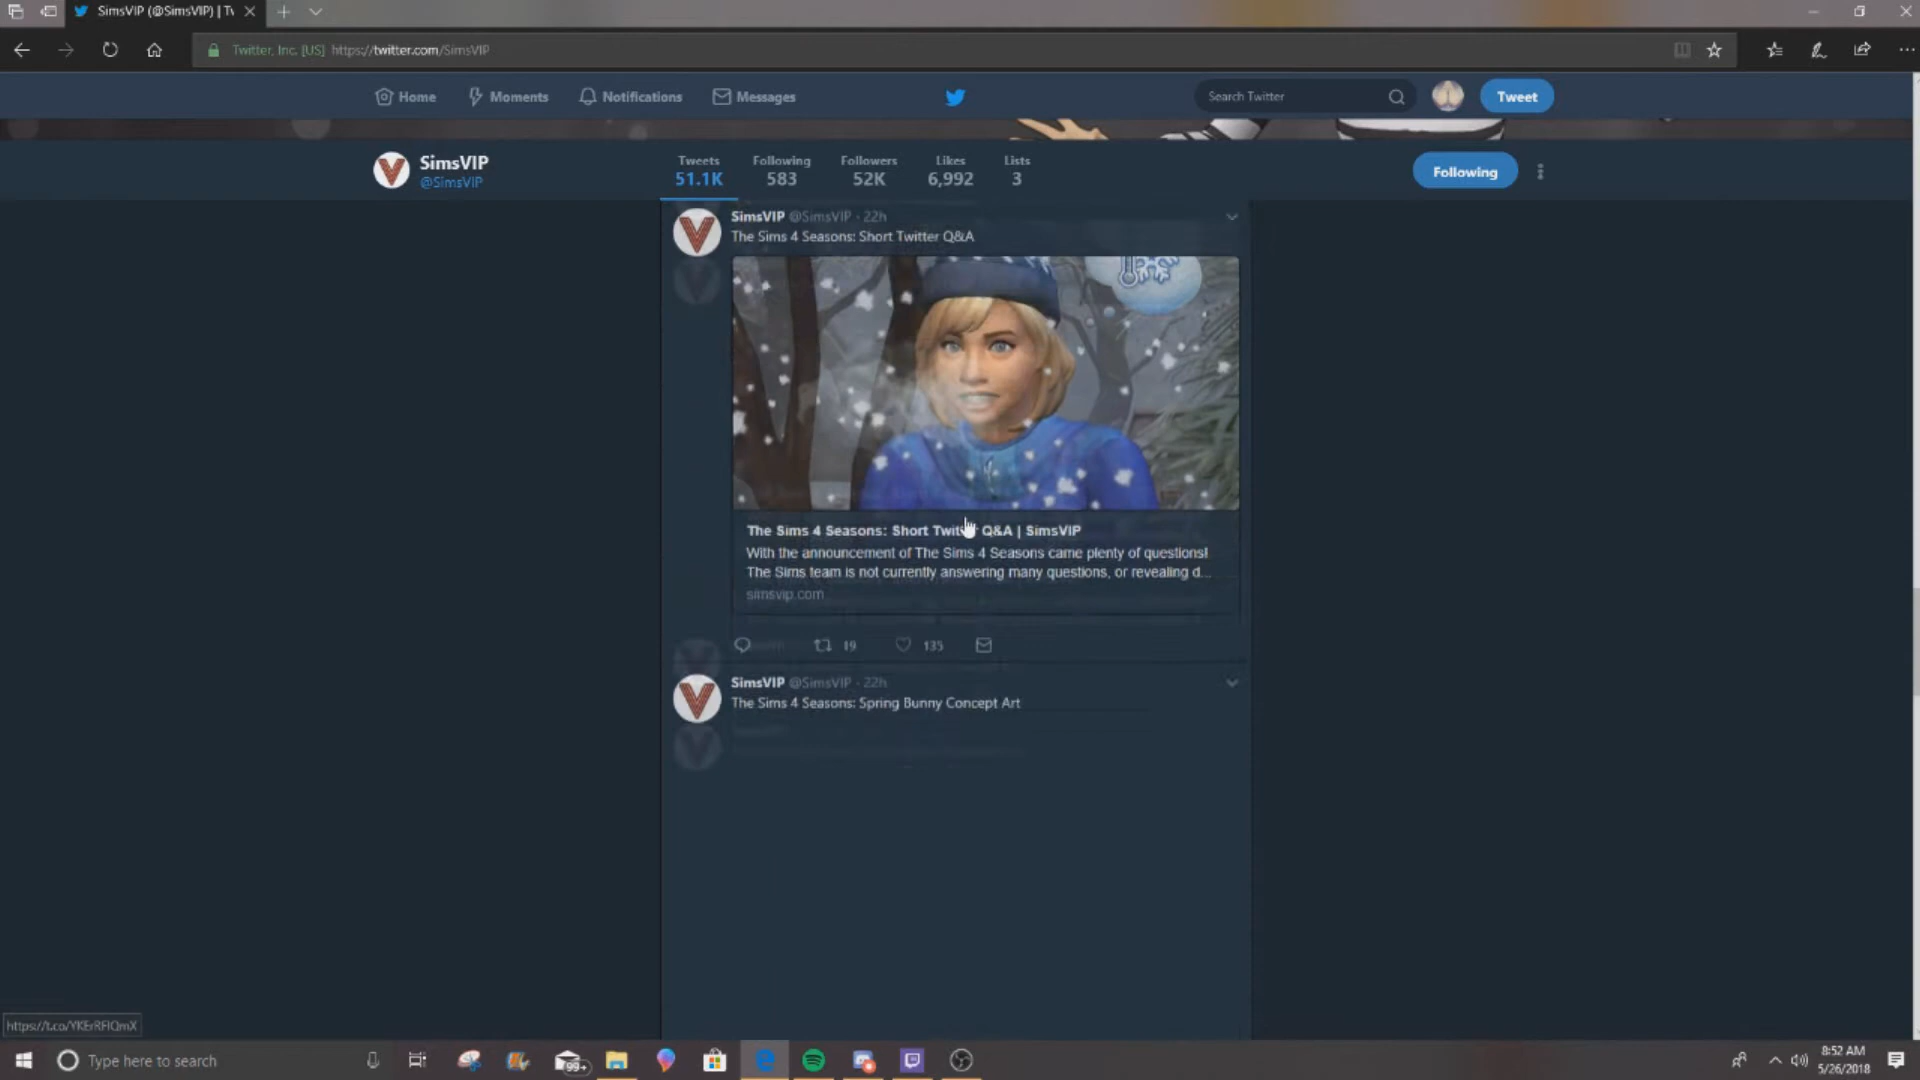 SimsVIP (@SimsVIP) | Tv
Twitter, Inc. [US] https://twitter.com/SimsVIP
Home Moments Notifications Messages Search Twitter Tweet
SimsVIP
@SimsVIP
Tweets Following Followers Likes Lists
51.1K 583 52K 6,992 3
Following
SimsVIP @SimsVIP · 22h
The Sims 4 Seasons: Short Twitter Q&A
The Sims 4 Seasons: Short Twit Q&A | SimsVIP
With the announcement of The Sims 4 Seasons came plenty of questions!
The Sims team is not currently answering many questions, or revealing d...
simsvip.com
19 135
SimsVIP @SimsVIP · 22h
The Sims 4 Seasons: Spring Bunny Concept Art
Type here to search
99+
8:52 AM
5/26/2018